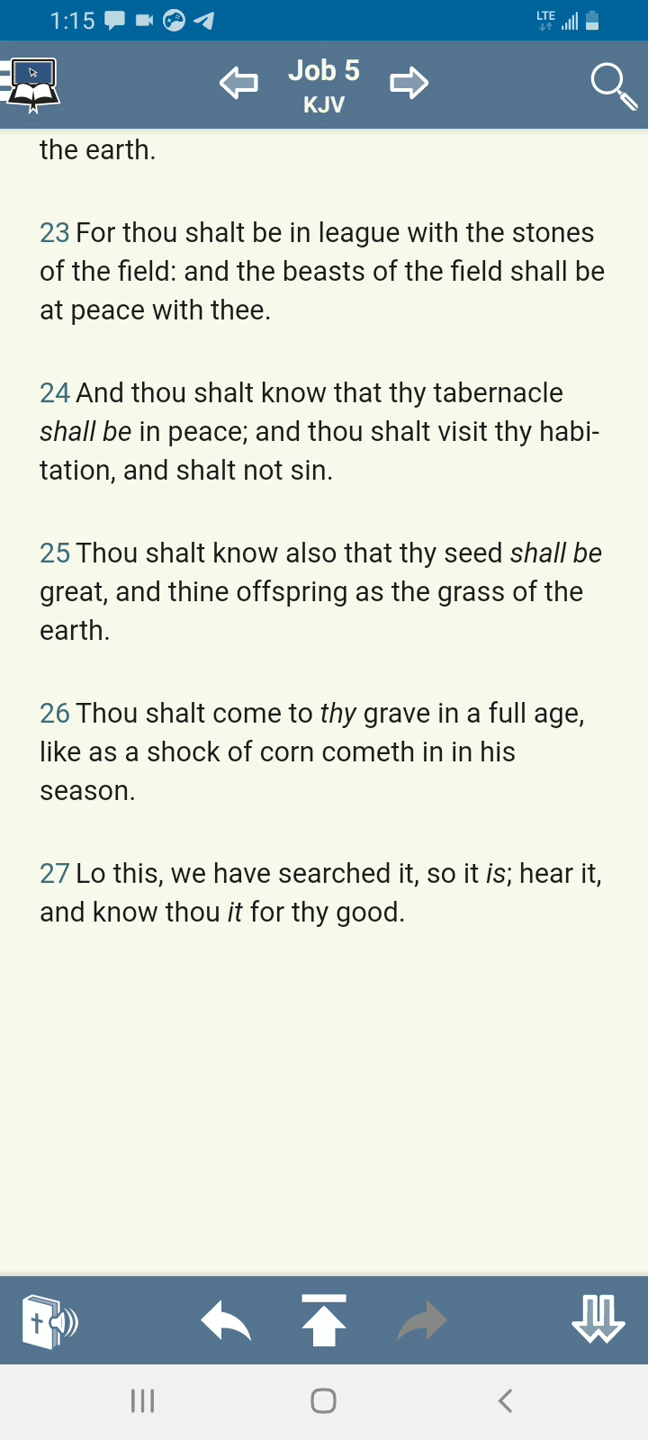 1:15
LTE
Job 5
KJV
the earth.
23 For thou shalt be in league with the stones
of the field: and the beasts of the field shall be
at peace with thee.
24 And thou shalt know that thy tabernacle
shall be in peace; and thou shalt visit thy habi-
tation, and shalt not sin.
25 Thou shalt know also that thy seed shall be
great, and thine offspring as the grass of the
earth.
26 Thou shalt come to thy grave in a full age,
like as a shock of corn cometh in in his
season.
27 Lo this, we have searched it, so it is; hear it,
and know thou it for thy good.